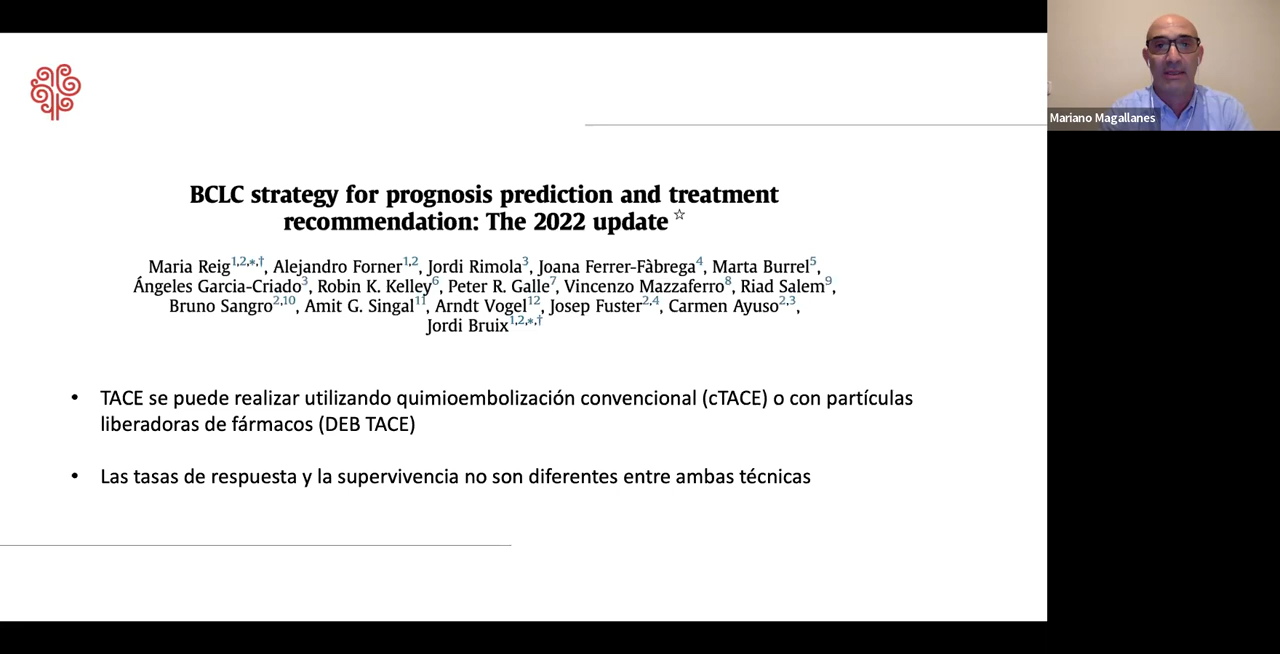 BCLC strategy for prognosis prediction and treatment
recommendation: The 2022 update ☆
Maria Reig1,2,*,†, Alejandro Forner1,2, Jordi Rimola3, Joana Ferrer-Fàbrega4, Marta Burrel5,
Ángeles Garcia-Criado3, Robin K. Kelley6, Peter R. Galle7, Vincenzo Mazzaferro8, Riad Salem9,
Bruno Sangro2,10, Amit G. Singal11, Arndt Vogel12, Josep Fuster2,4, Carmen Ayuso2,3,
Jordi Bruix1,2,*,†
• TACE se puede realizar utilizando quimioembolización convencional (cTACE) o con partículas
liberadoras de fármacos (DEB TACE)
• Las tasas de respuesta y la supervivencia no son diferentes entre ambas técnicas
Mariano Magallanes